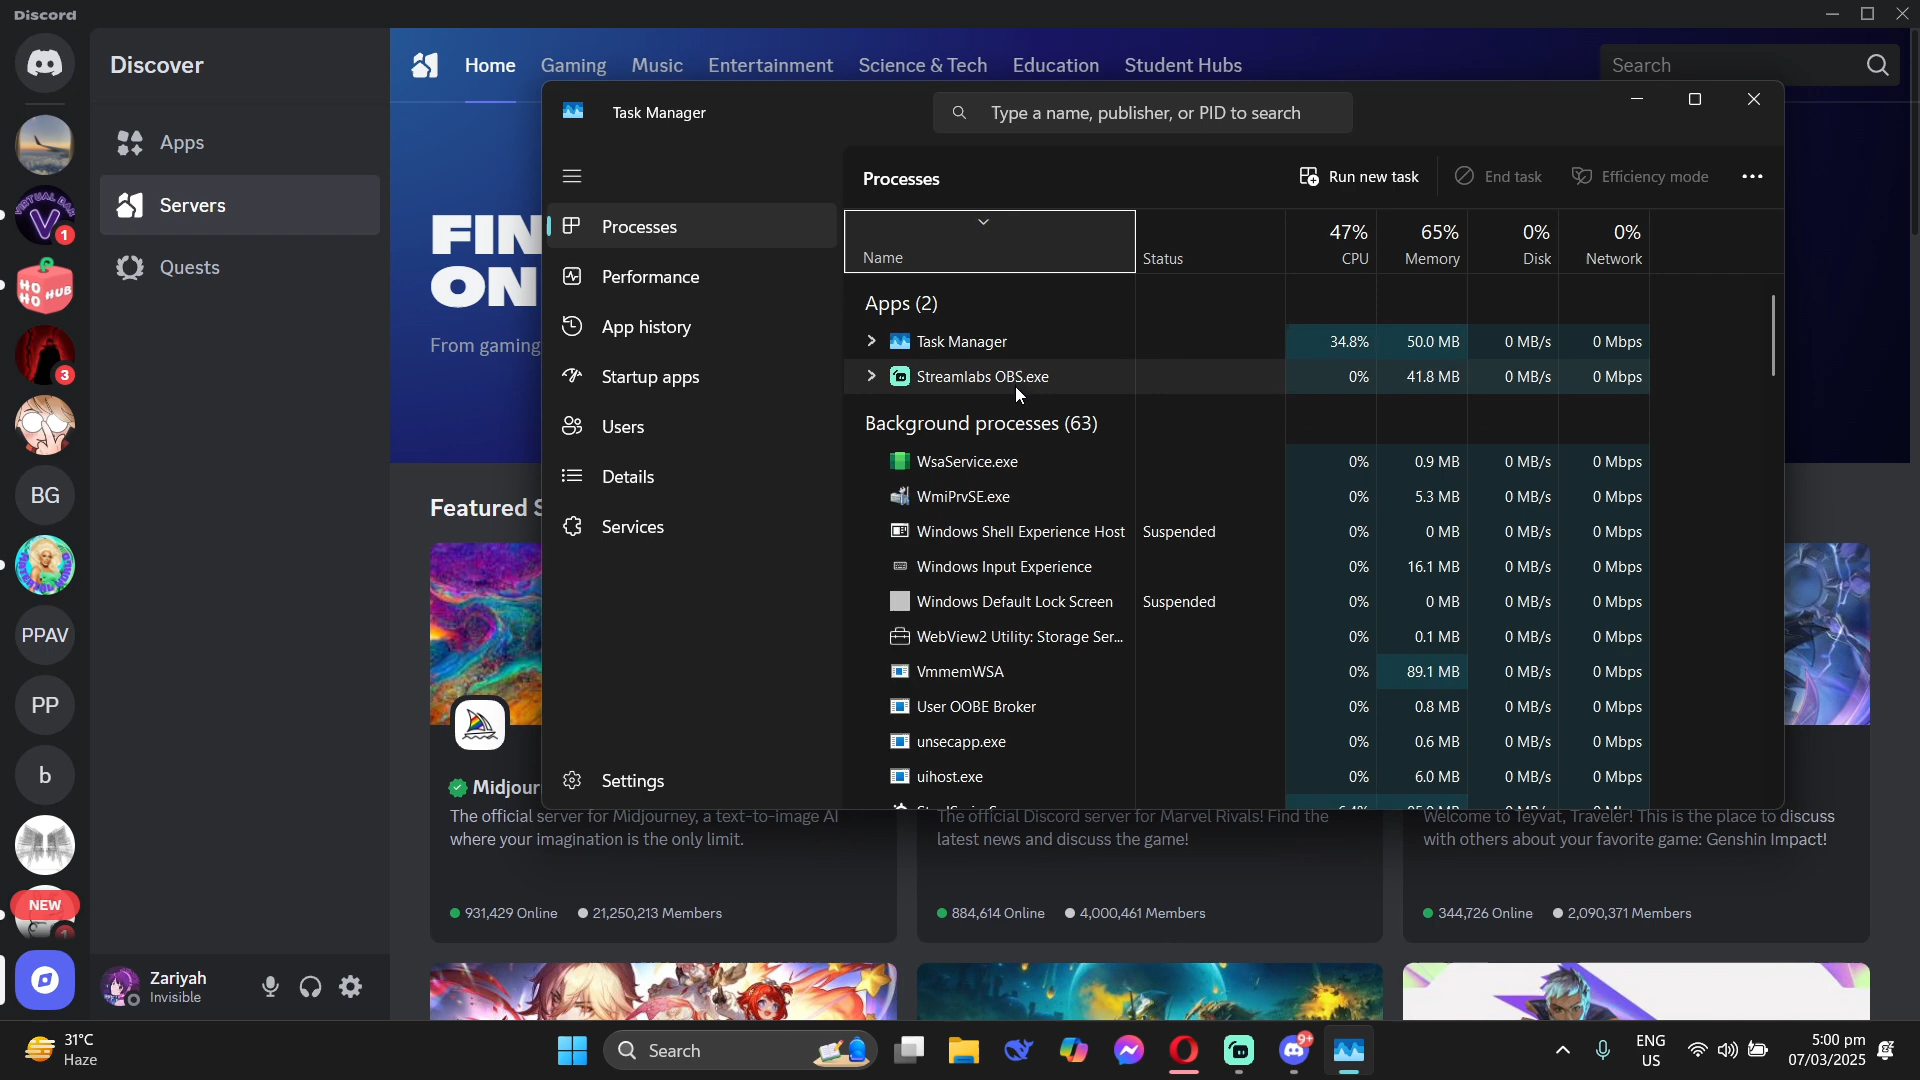 Discord
Discover
Home
Gaming
Music
Entertainment
Science & Tech
Education
Student Hubs
Search
Apps
Servers
Quests
FIN
ON
From gaming
Featured S
Task Manager
Type a name, publisher, or PID to search
Processes
Performance
App history
Startup apps
Users
Details
Services
Settings
Processes
Run new task
End task
Efficiency mode
Name
Status
47%
CPU
65%
Memory
0%
Disk
0%
Network
Apps (2)
Task Manager 34.8% 50.0 MB 0 MB/s 0 Mbps
Streamlabs OBS.exe 0% 41.8 MB 0 MB/s 0 Mbps
Background processes (63)
WsaService.exe 0% 0.9 MB 0 MB/s 0 Mbps
WmiPrvSE.exe 0% 5.3 MB 0 MB/s 0 Mbps
Windows Shell Experience Host Suspended 0% 0 MB 0 MB/s 0 Mbps
Windows Input Experience 0% 16.1 MB 0 MB/s 0 Mbps
Windows Default Lock Screen Suspended 0% 0 MB 0 MB/s 0 Mbps
WebView2 Utility: Storage Ser... 0% 0.1 MB 0 MB/s 0 Mbps
VmmemWSA 0% 89.1 MB 0 MB/s 0 Mbps
User OOBE Broker 0% 0.8 MB 0 MB/s 0 Mbps
unsecapp.exe 0% 0.6 MB 0 MB/s 0 Mbps
uihost.exe 0% 6.0 MB 0 MB/s 0 Mbps
VIRTUAL
1
HO
HO HUB
3
BG
PPAV
PP
b
NEW
Midjour
The official server for Midjourney, a text-to-image AI
where your imagination is the only limit.
931,429 Online 21,250,213 Members
The official Discord server for Marvel Rivals! Find the
latest news and discuss the game!
884,614 Online 4,000,461 Members
Welcome to Teyvat, Traveler! This is the place to discuss
with others about your favorite game: Genshin Impact!
344,726 Online 2,090,371 Members
Zariyah
Invisible
31°C
Haze
Search
9+
ENG
US
5:00 pm
07/03/2025